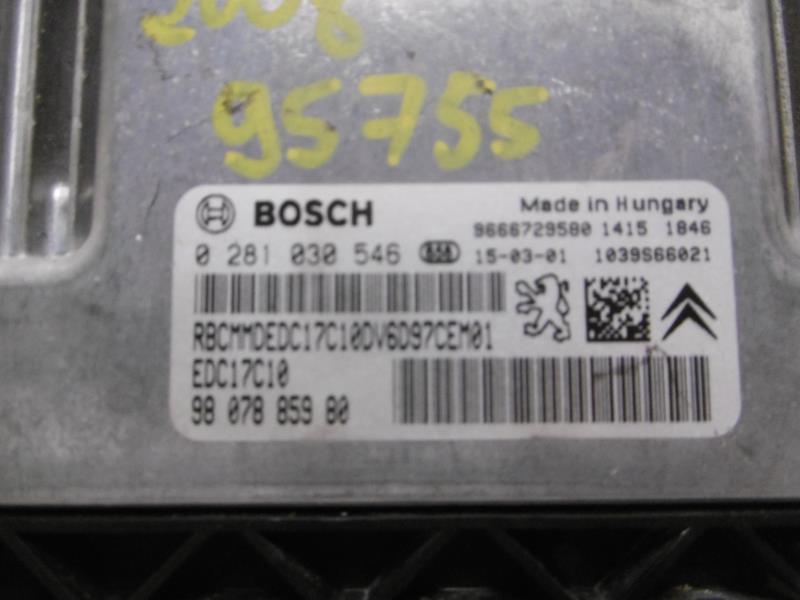 2008
95755
BOSCH
Made in Hungary
9666729580 1415 1846
0 281 030 546
15-03-01 1039S66021
RBCMMDEDC17C10DV6D97CEM01
EDC17C10
98 078 859 80